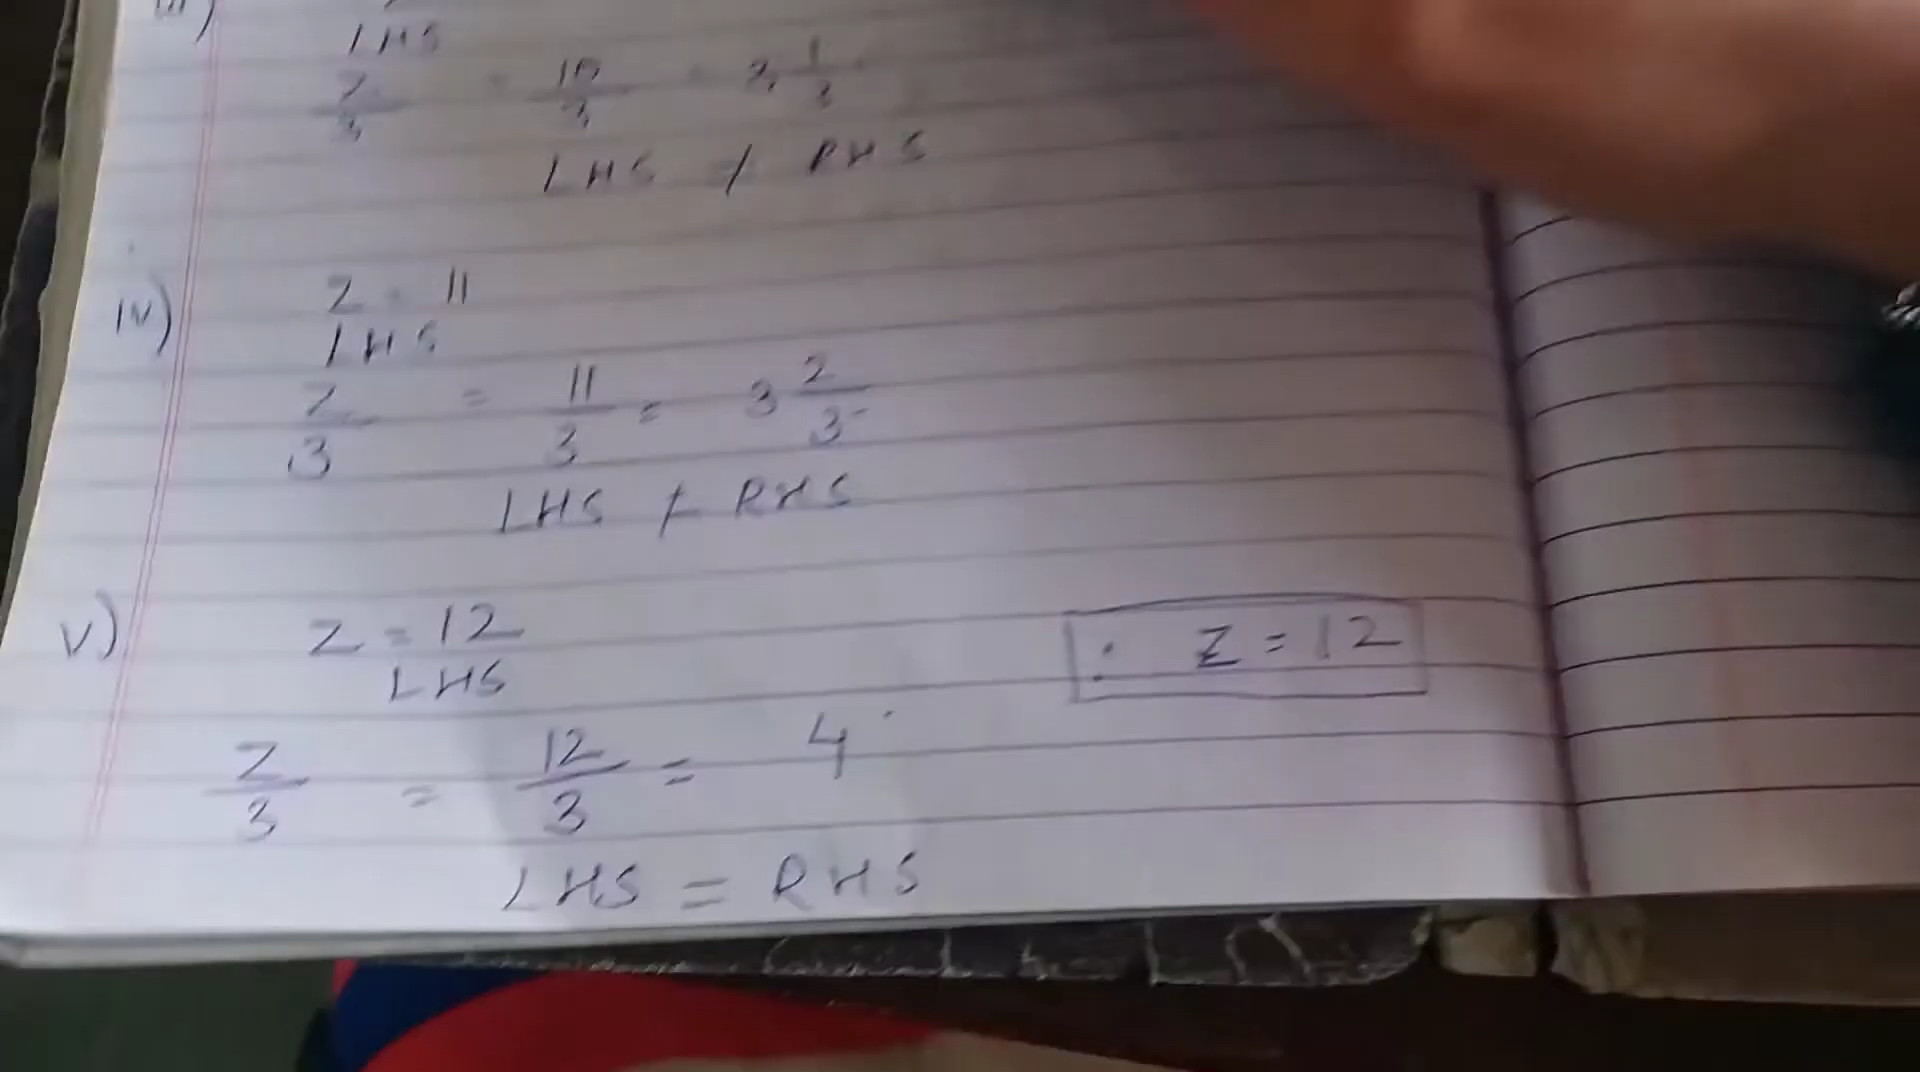 LHS
z/3 = 10/3 = 3 1/3
LHS ≠ RHS
iv) z = 11
LHS
z/3 = 11/3 = 3 2/3
LHS ≠ RHS
v) z = 12
LHS
∴ z = 12
z/3 = 12/3 = 4
LHS = RHS